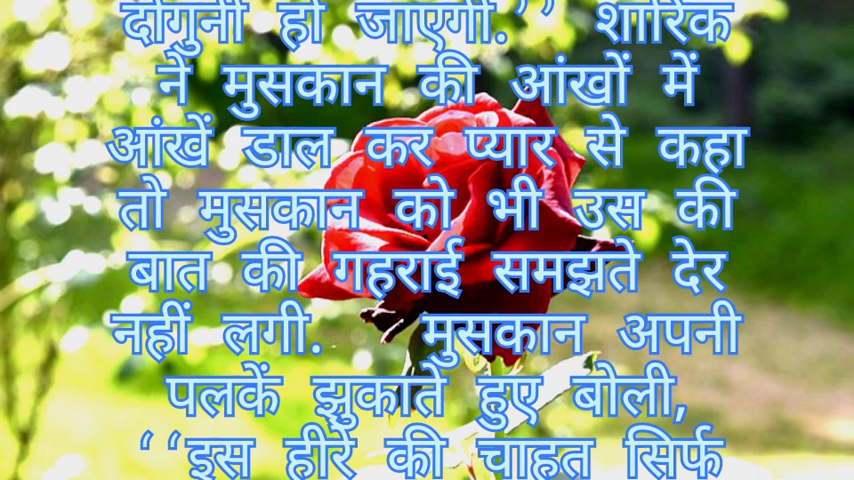 दोगुनी हो जाएगी.’’ शारिक
ने मुसकान की आंखों में
आंखें डाल कर प्यार से कहा
तो मुसकान को भी उस की
बात की गहराई समझते देर
नहीं लगी. मुसकान अपनी
पलकें झुकाते हुए बोली,
‘‘इस हीरे की चाहत सिर्फ